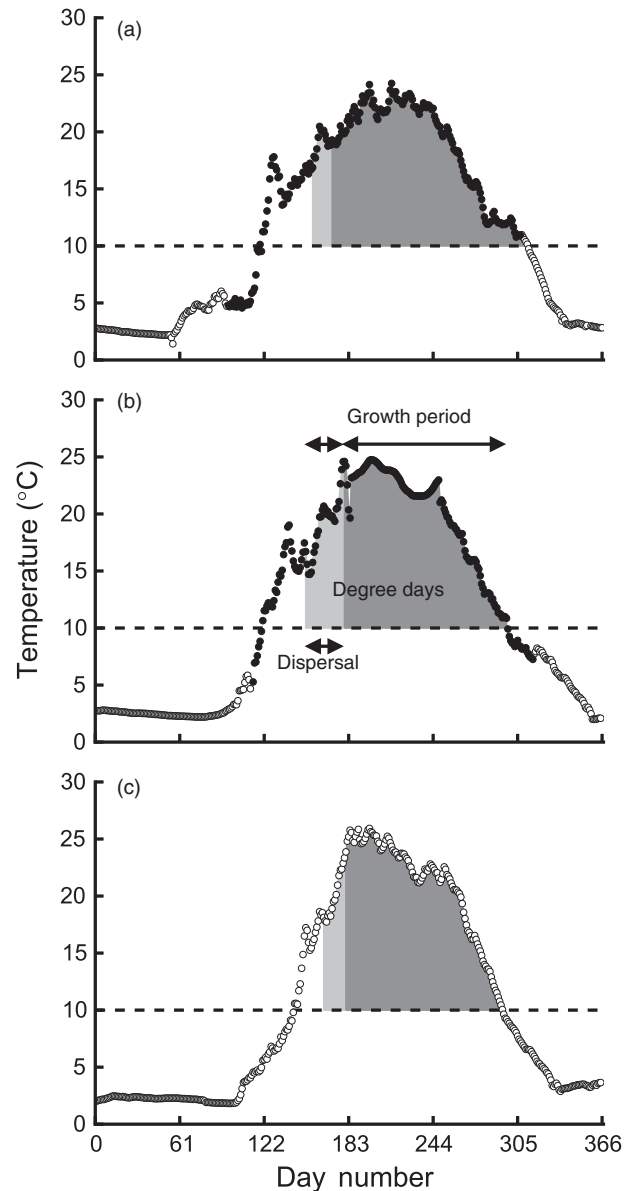 30
(a)
25
20
15
10
5
0
30
(b)
Growth period
25
20
15
Degree days
10
Dispersal
5
0
Temperature (°C)
30
(c)
25
20
15
10
5
0
0 61 122 183 244 305 366
Day number